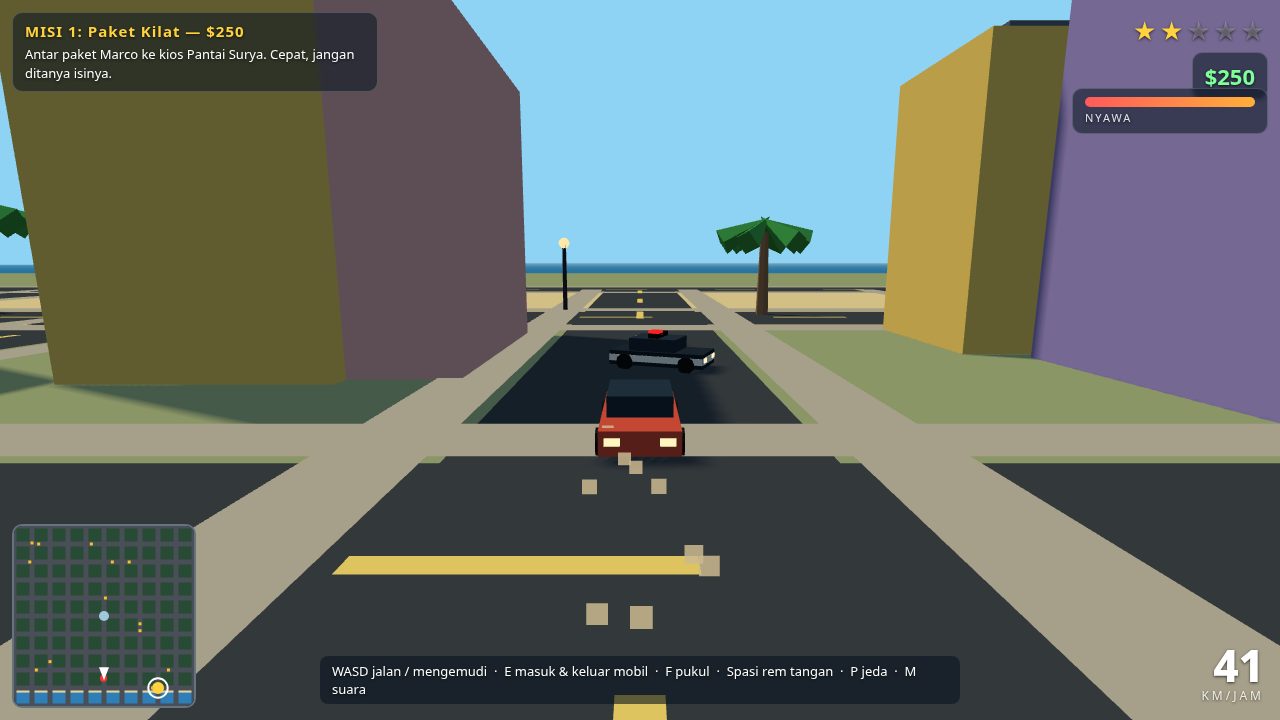 MISI 1: Paket Kilat — $250
Antar paket Marco ke kios Pantai Surya. Cepat, jangan
ditanya isinya.
$250
NYAWA
WASD jalan / mengemudi · E masuk & keluar mobil · F pukul · Spasi rem tangan · P jeda · M
suara
41
KM/JAM